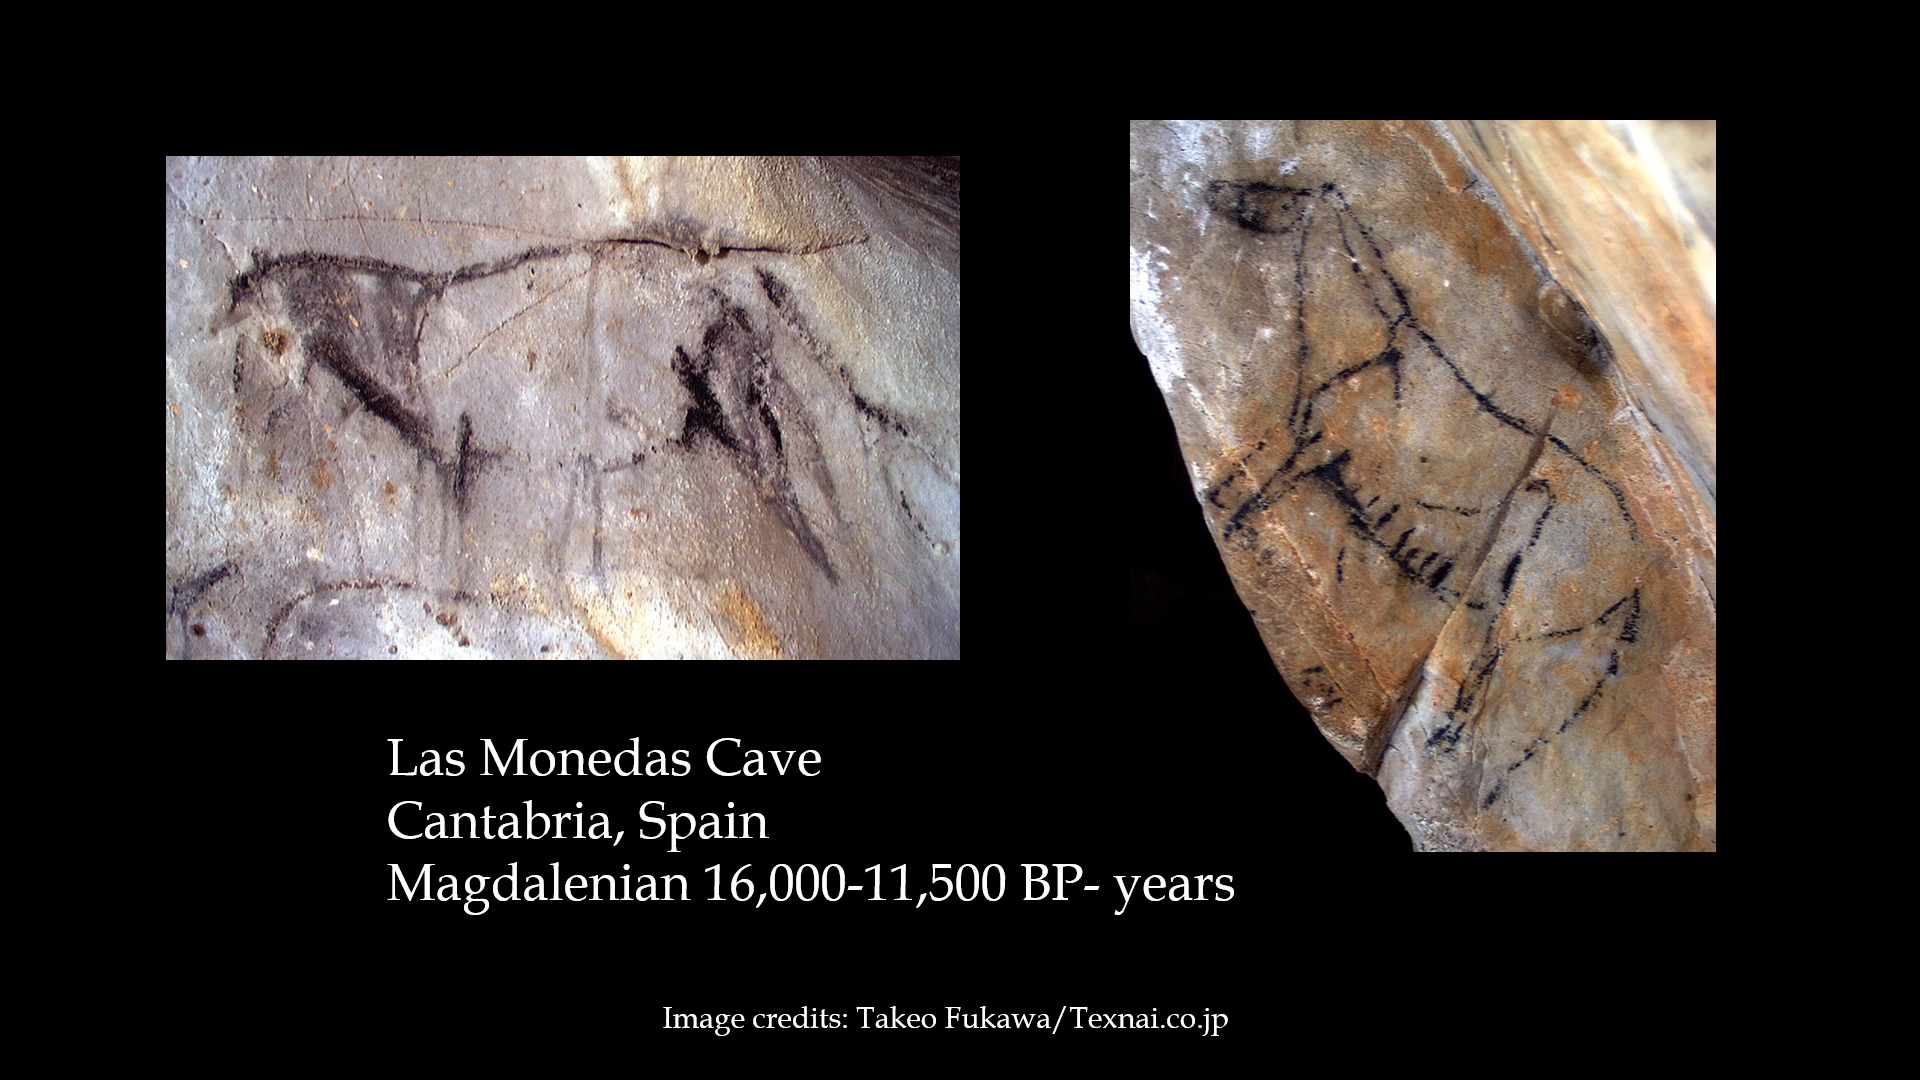 Las Monedas Cave
Cantabria, Spain
Magdalenian 16,000-11,500 BP- years
Image credits: Takeo Fukawa/Texnai.co.jp